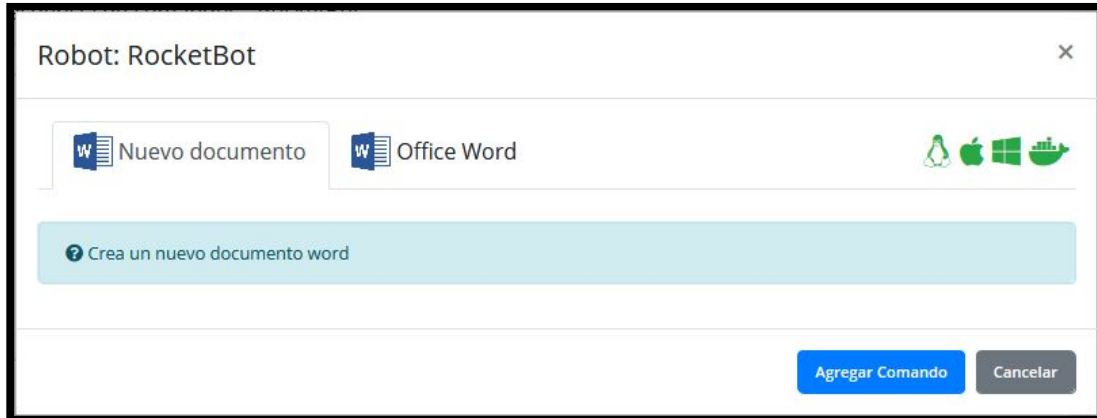 Robot: RocketBot
×
W Nuevo documento
W Office Word
Crea un nuevo documento word
Agregar Comando
Cancelar